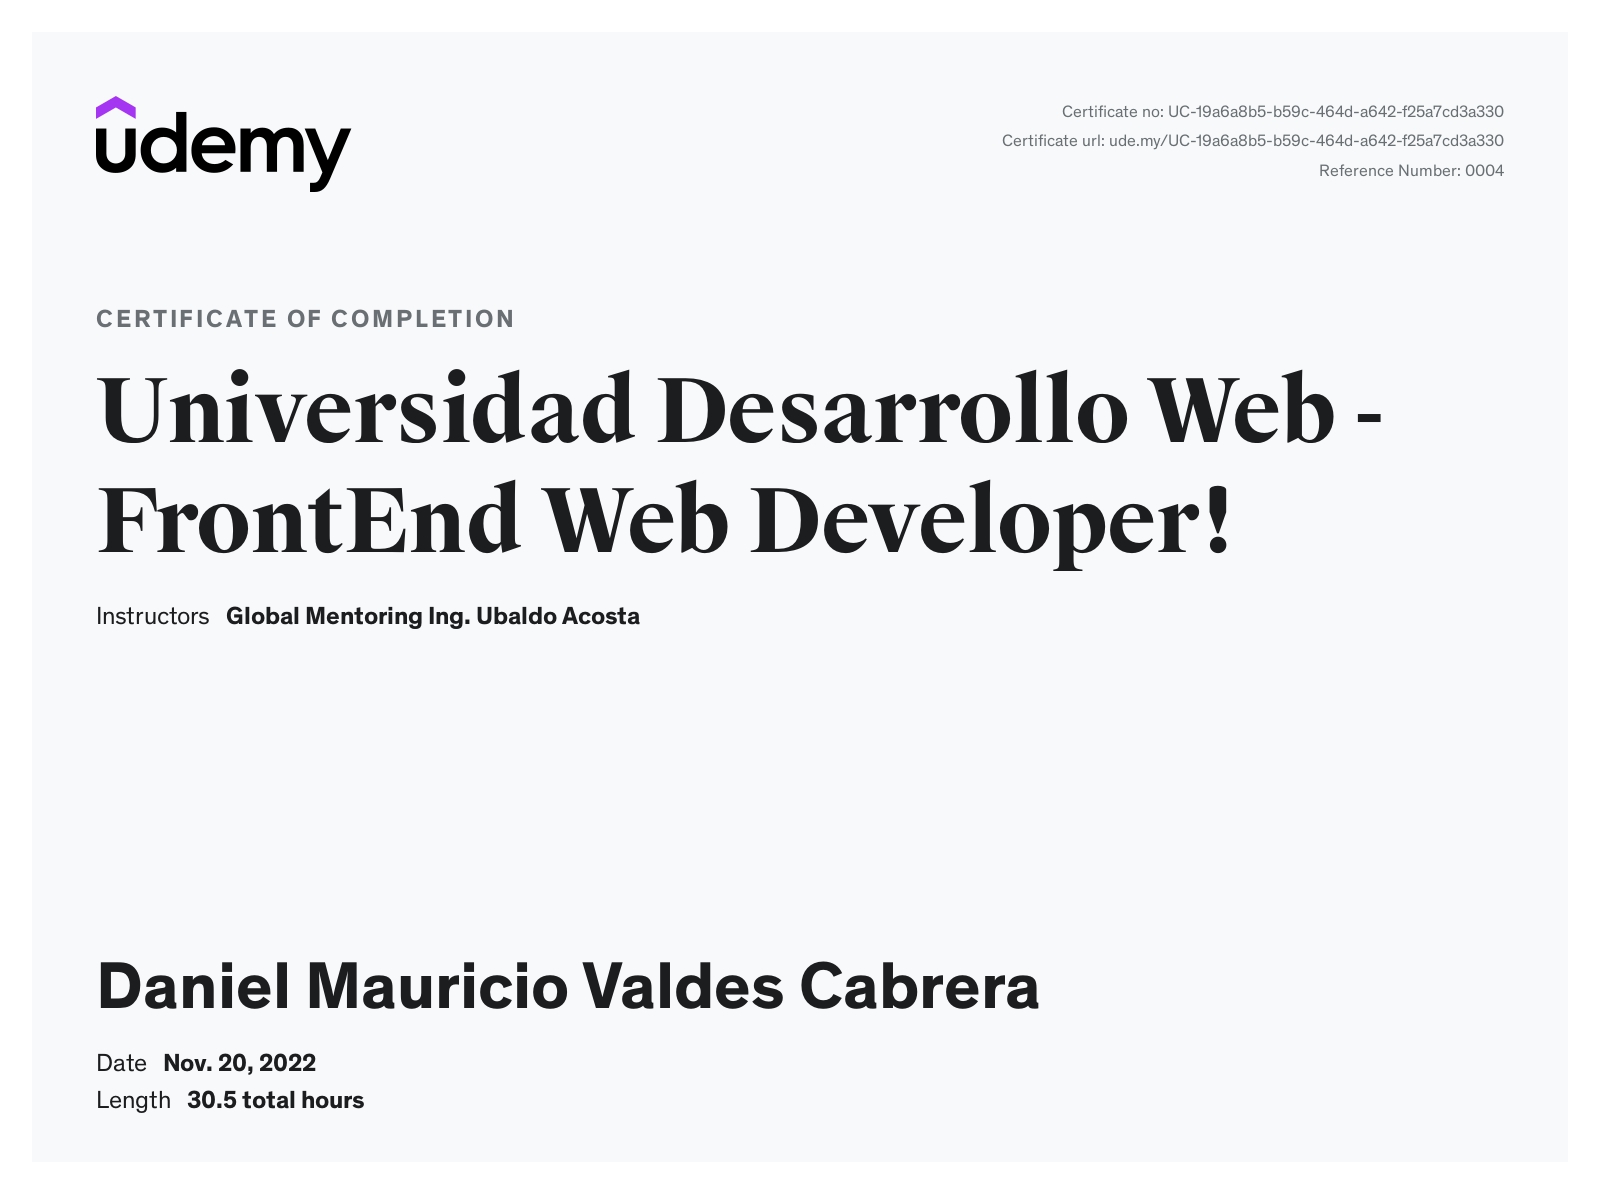 udemy
Certificate no: UC-19a6a8b5-b59c-464d-a642-f25a7cd3a330
Certificate url: ude.my/UC-19a6a8b5-b59c-464d-a642-f25a7cd3a330
Reference Number: 0004
CERTIFICATE OF COMPLETION
Universidad Desarrollo Web -
FrontEnd Web Developer!
Instructors Global Mentoring Ing. Ubaldo Acosta
Daniel Mauricio Valdes Cabrera
Date Nov. 20, 2022
Length 30.5 total hours